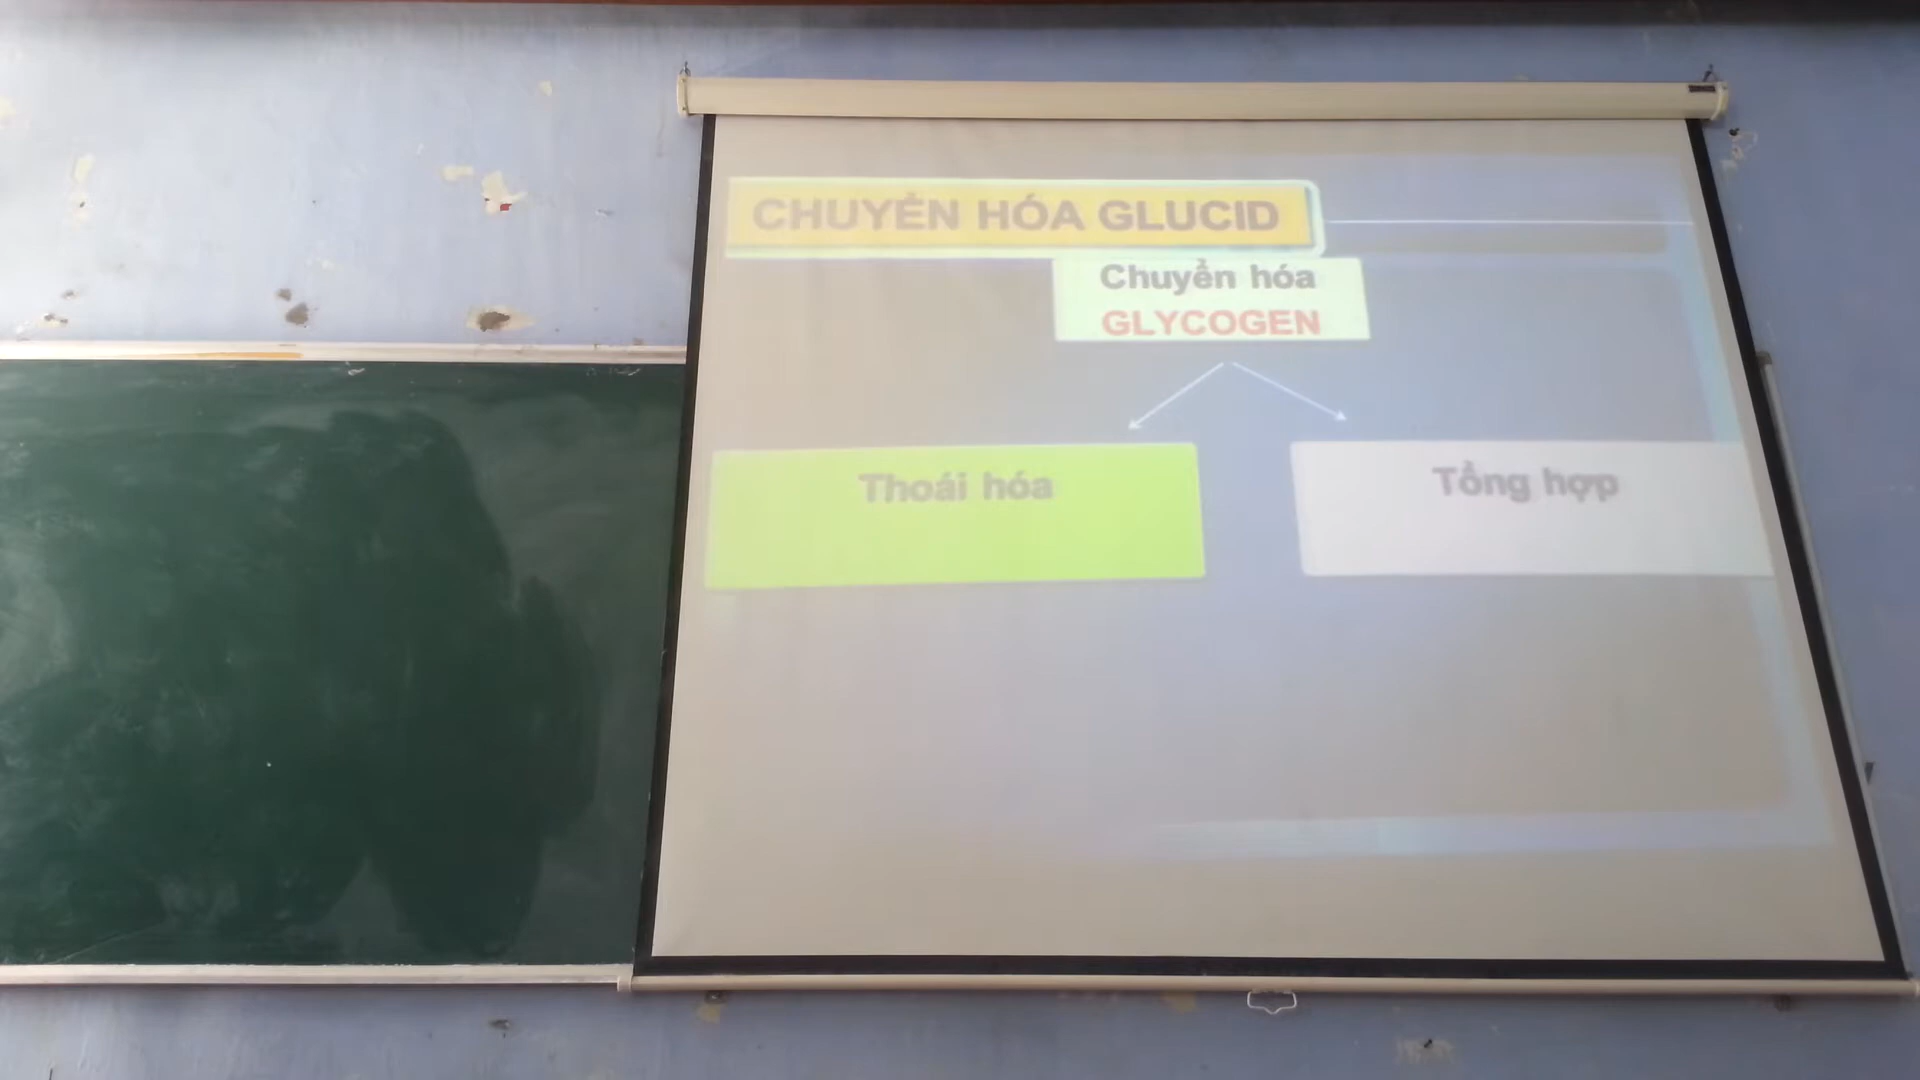 CHUYỂN HÓA GLUCID
Chuyển hóa
GLYCOGEN
Thoái hóa
Tổng hợp